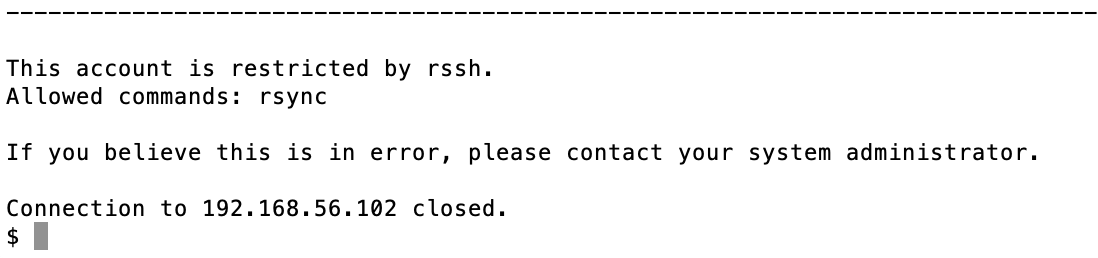 --------------------------------------------------------------------------------
This account is restricted by rssh.
Allowed commands: rsync
If you believe this is in error, please contact your system administrator.
Connection to 192.168.56.102 closed.
$